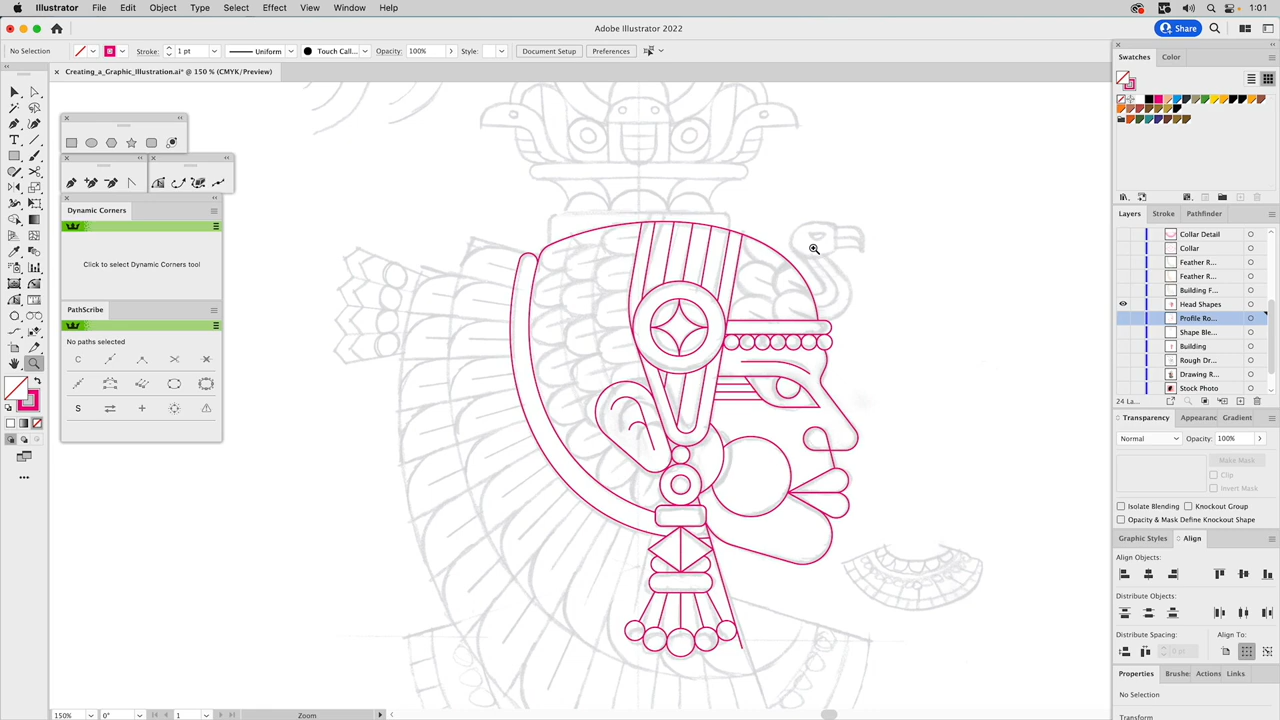 Illustrator File Edit Object Type Select Effect View Window Help 1:01
Adobe Illustrator 2022
Share
No Selection Stroke: 1 pt Uniform Touch Call... Opacity: 100% Style: Document Setup Preferences
Creating_a_Graphic_Illustration.ai* @ 150 % (CMYK/Preview)
Dynamic Corners
Click to select Dynamic Corners tool
PathScribe
No paths selected
S
Swatches Color
Layers Stroke Pathfinder
Collar Detail
Collar
Feather R...
Feather R...
Building F...
Head Shapes
Profile Ro...
Shape Ble...
Building
Rough Dr...
Drawing R...
Stock Photo
24 La...
Transparency Appearanc Gradient
Normal Opacity: 100%
Make Mask
Clip
Invert Mask
Isolate Blending Knockout Group
Opacity & Mask Define Knockout Shape
Graphic Styles Align
Align Objects:
Distribute Objects:
Distribute Spacing: Align To:
0 pt
Properties Brushe Actions Links
No Selection
Transform
150% 0° 1 Zoom